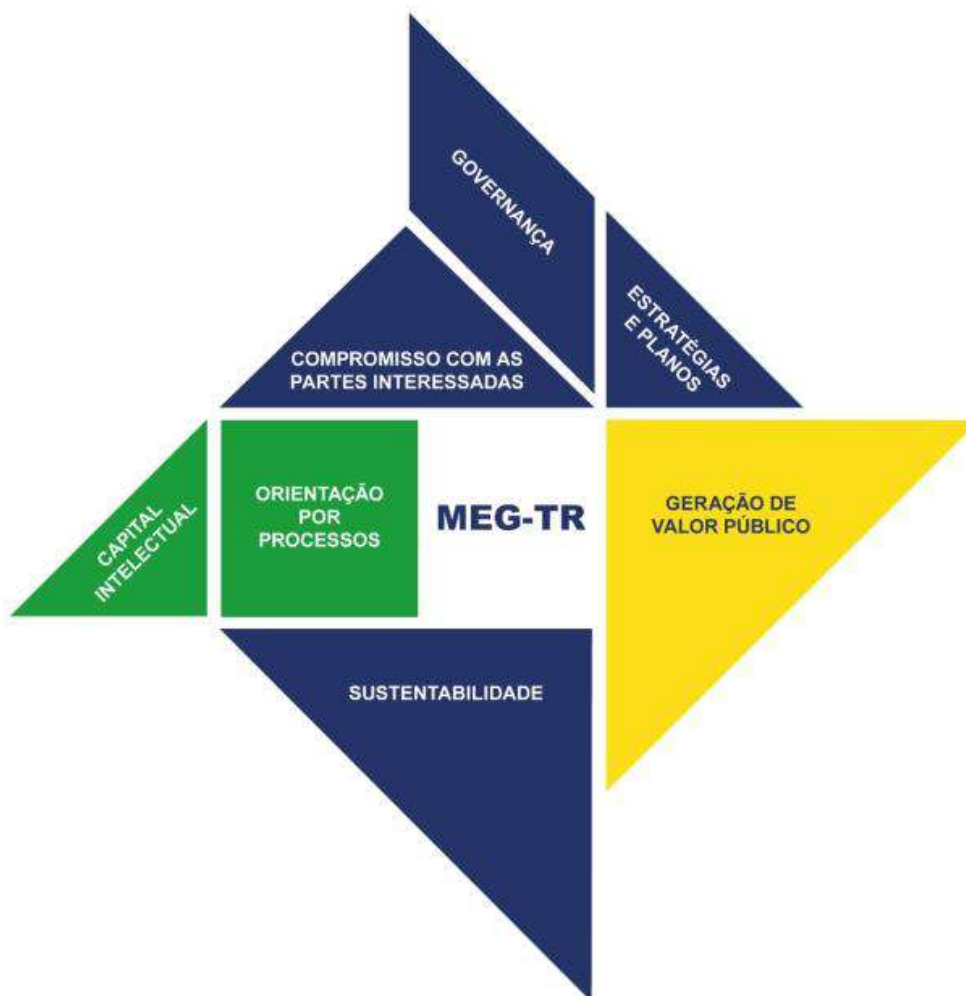 GOVERNANÇA
ESTRATÉGIAS
E PLANOS
COMPROMISSO COM AS
PARTES INTERESSADAS
CAPITAL
INTELECTUAL
ORIENTAÇÃO
POR
PROCESSOS
MEG-TR
GERAÇÃO DE
VALOR PÚBLICO
SUSTENTABILIDADE